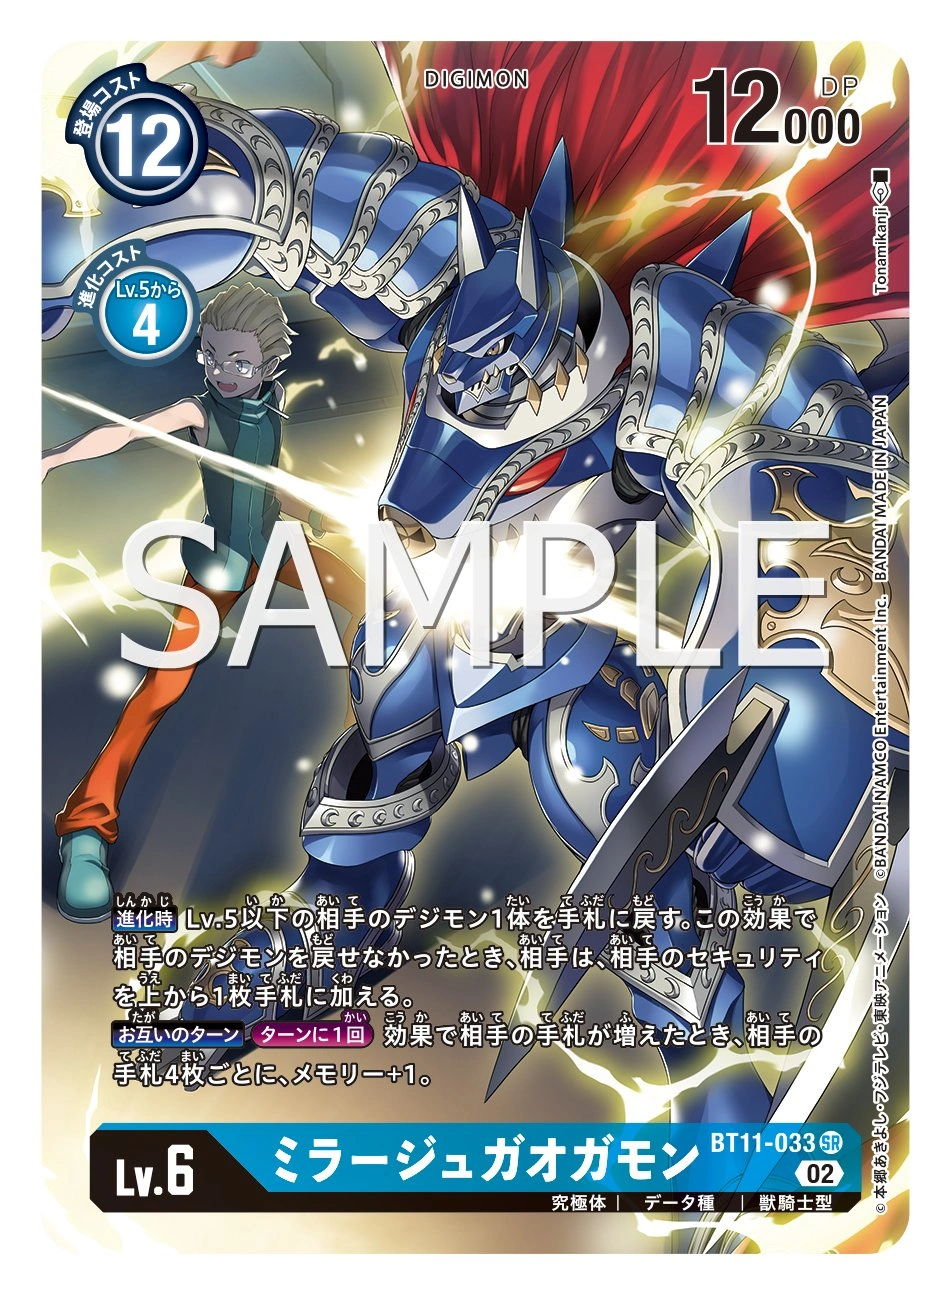 DIGIMON
登場コスト
12
12000
DP
進化コスト
Lv.5から
4
Tonamikanji
SAMPLE
進化時 Lv.5以下の相手のデジモン1体を手札に戻す。この効果で
相手のデジモンを戻せなかったとき、相手は、相手のセキュリティ
を上から1枚手札に加える。
お互いのターン ターンに1回 効果で相手の手札が増えたとき、相手の
手札4枚ごとに、メモリー+1。
Lv.6
ミラージュガオガモン
BT11-033 SR
02
究極体 | データ種 | 獣騎士型
©本郷あきよし・フジテレビ・東映アニメーション ©BANDAI NAMCO Entertainment Inc. BANDAI MADE IN JAPAN